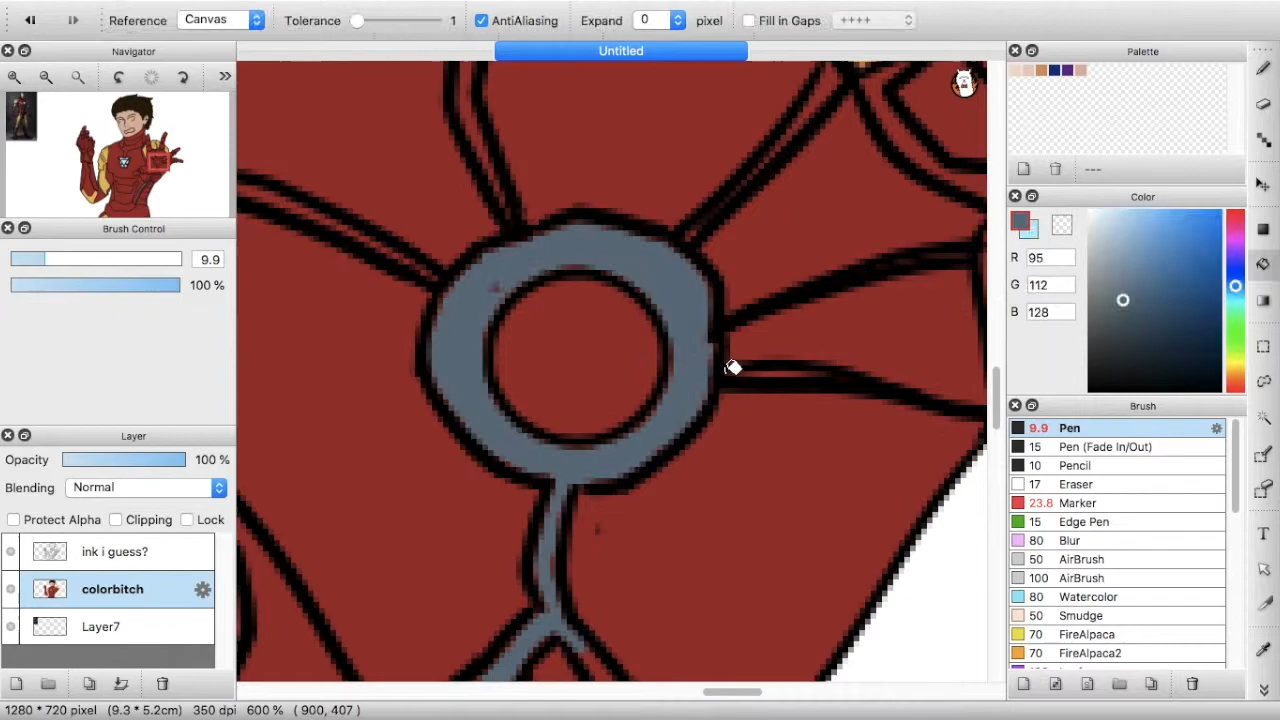 Reference Canvas Tolerance 1 AntiAliasing Expand 0 pixel Fill in Gaps ++++
Navigator
Untitled
Palette
---
Brush Control
9.9
100 %
Color
R 95
G 112
B 128
Layer
Opacity 100 %
Blending Normal
Protect Alpha Clipping Lock
ink i guess?
colorbitch
Layer7
Brush
9.9 Pen
15 Pen (Fade In/Out)
10 Pencil
17 Eraser
23.8 Marker
15 Edge Pen
80 Blur
50 AirBrush
100 AirBrush
80 Watercolor
50 Smudge
70 FireAlpaca
70 FireAlpaca2
1280 * 720 pixel (9.3 * 5.2cm) 350 dpi 600 % ( 900, 407 )